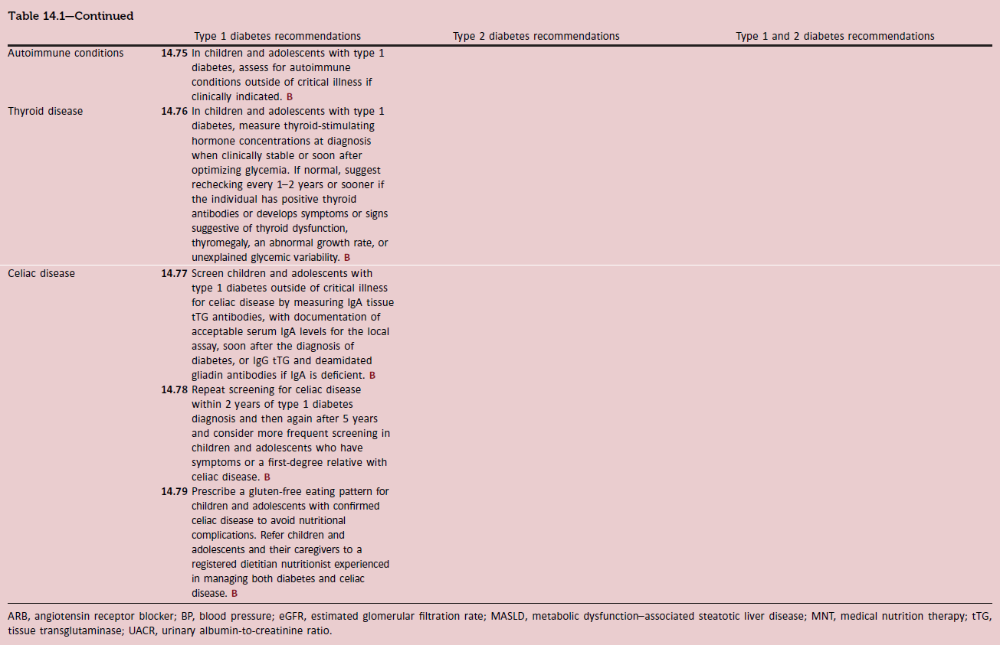 Table 14.1—Continued
Type 1 diabetes recommendations Type 2 diabetes recommendations Type 1 and 2 diabetes recommendations
Autoimmune conditions 14.75 In children and adolescents with type 1
diabetes, assess for autoimmune
conditions outside of critical illness if
clinically indicated. B
Thyroid disease 14.76 In children and adolescents with type 1
diabetes, measure thyroid-stimulating
hormone concentrations at diagnosis
when clinically stable or soon after
optimizing glycemia. If normal, suggest
rechecking every 1–2 years or sooner if
the individual has positive thyroid
antibodies or develops symptoms or signs
suggestive of thyroid dysfunction,
thyromegaly, an abnormal growth rate, or
unexplained glycemic variability. B
Celiac disease 14.77 Screen children and adolescents with
type 1 diabetes outside of critical illness
for celiac disease by measuring IgA tissue
tTG antibodies, with documentation of
acceptable serum IgA levels for the local
assay, soon after the diagnosis of
diabetes, or IgG tTG and deamidated
gliadin antibodies if IgA is deficient. B
14.78 Repeat screening for celiac disease
within 2 years of type 1 diabetes
diagnosis and then again after 5 years
and consider more frequent screening in
children and adolescents who have
symptoms or a first-degree relative with
celiac disease. B
14.79 Prescribe a gluten-free eating pattern for
children and adolescents with confirmed
celiac disease to avoid nutritional
complications. Refer children and
adolescents and their caregivers to a
registered dietitian nutritionist experienced
in managing both diabetes and celiac
disease. B
ARB, angiotensin receptor blocker; BP, blood pressure; eGFR, estimated glomerular filtration rate; MASLD, metabolic dysfunction–associated steatotic liver disease; MNT, medical nutrition therapy; tTG,
tissue transglutaminase; UACR, urinary albumin-to-creatinine ratio.